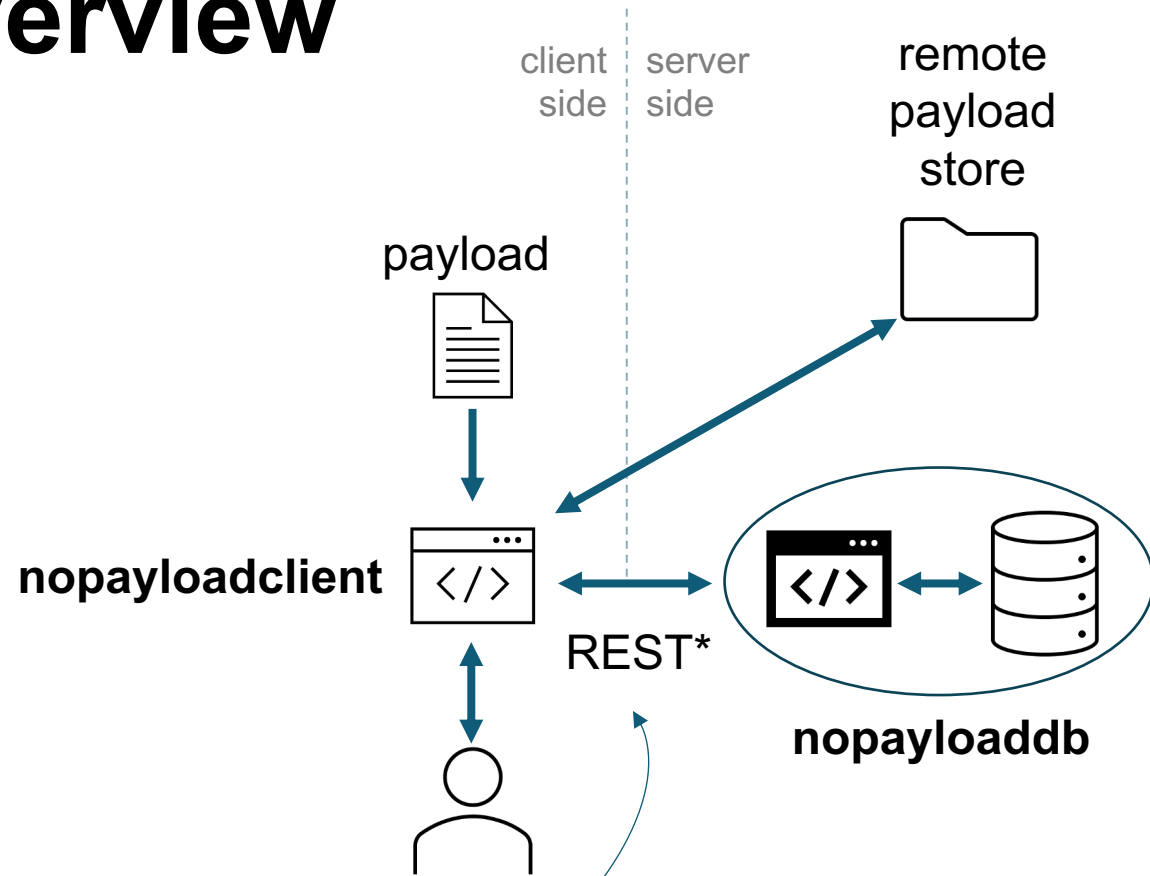 erview
client side
server side
remote
payload
store
payload
nopayloadclient
</>
</>
REST*
nopayloaddb